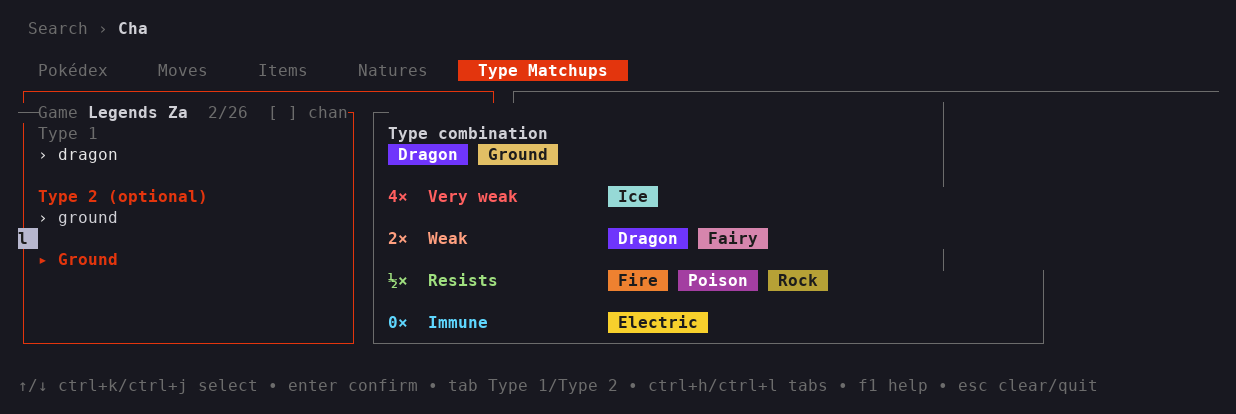 Search › Cha
Pokédex Moves Items Natures Type Matchups
Game Legends Za 2/26 [ ] chan
Type 1
› dragon
Type 2 (optional)
› ground
l
▸ Ground
Type combination
Dragon Ground
4× Very weak Ice
2× Weak Dragon Fairy
½× Resists Fire Poison Rock
0× Immune Electric
↑/↓ ctrl+k/ctrl+j select • enter confirm • tab Type 1/Type 2 • ctrl+h/ctrl+l tabs • f1 help • esc clear/quit